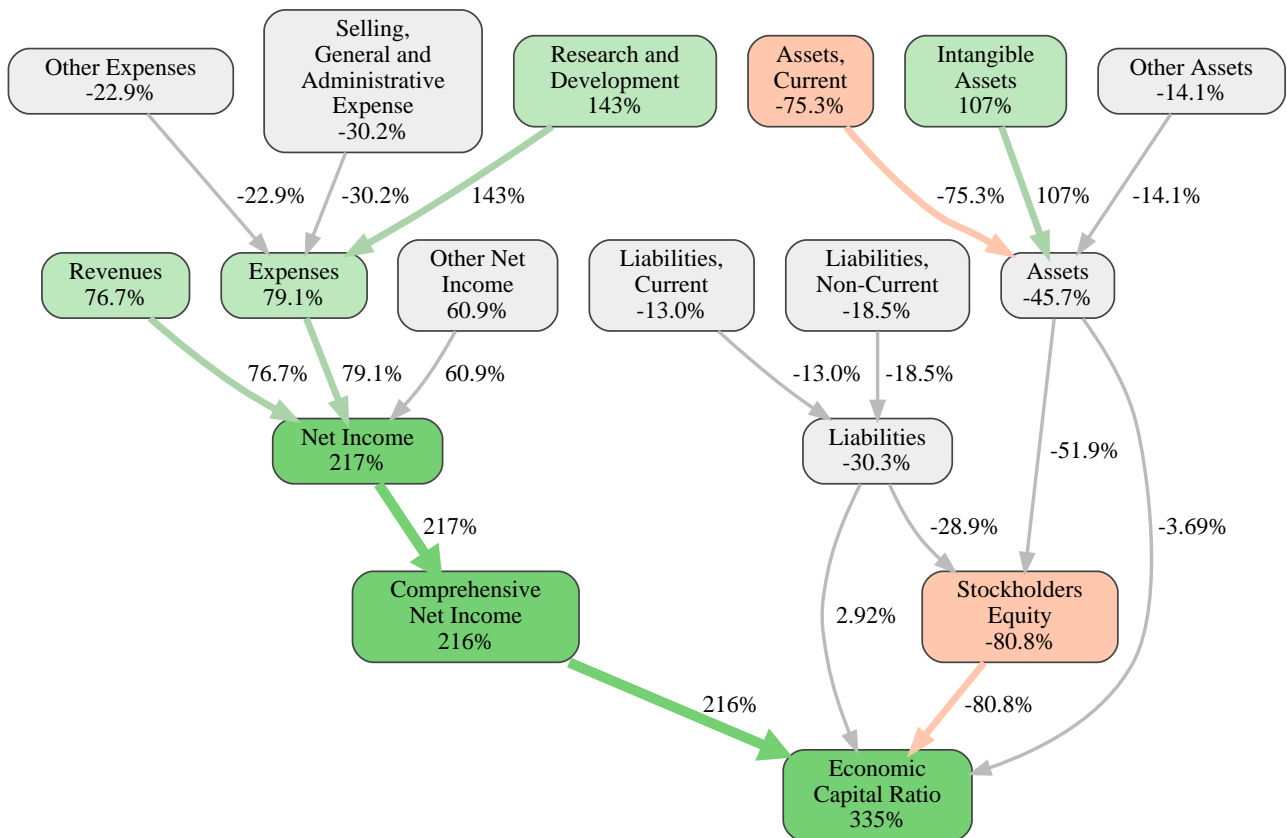 Other Expenses
-22.9%
Selling,
General and
Administrative
Expense
-30.2%
Research and
Development
143%
Assets,
Current
-75.3%
Intangible
Assets
107%
Other Assets
-14.1%
-22.9%
-30.2%
143%
-75.3%
107%
-14.1%
Revenues
76.7%
Expenses
79.1%
Other Net
Income
60.9%
Liabilities,
Current
-13.0%
Liabilities,
Non-Current
-18.5%
Assets
-45.7%
76.7%
79.1%
60.9%
-13.0%
-18.5%
Net Income
217%
Liabilities
-30.3%
-51.9%
217%
-28.9%
-3.69%
Comprehensive
Net Income
216%
2.92%
Stockholders
Equity
-80.8%
216%
-80.8%
Economic
Capital Ratio
335%